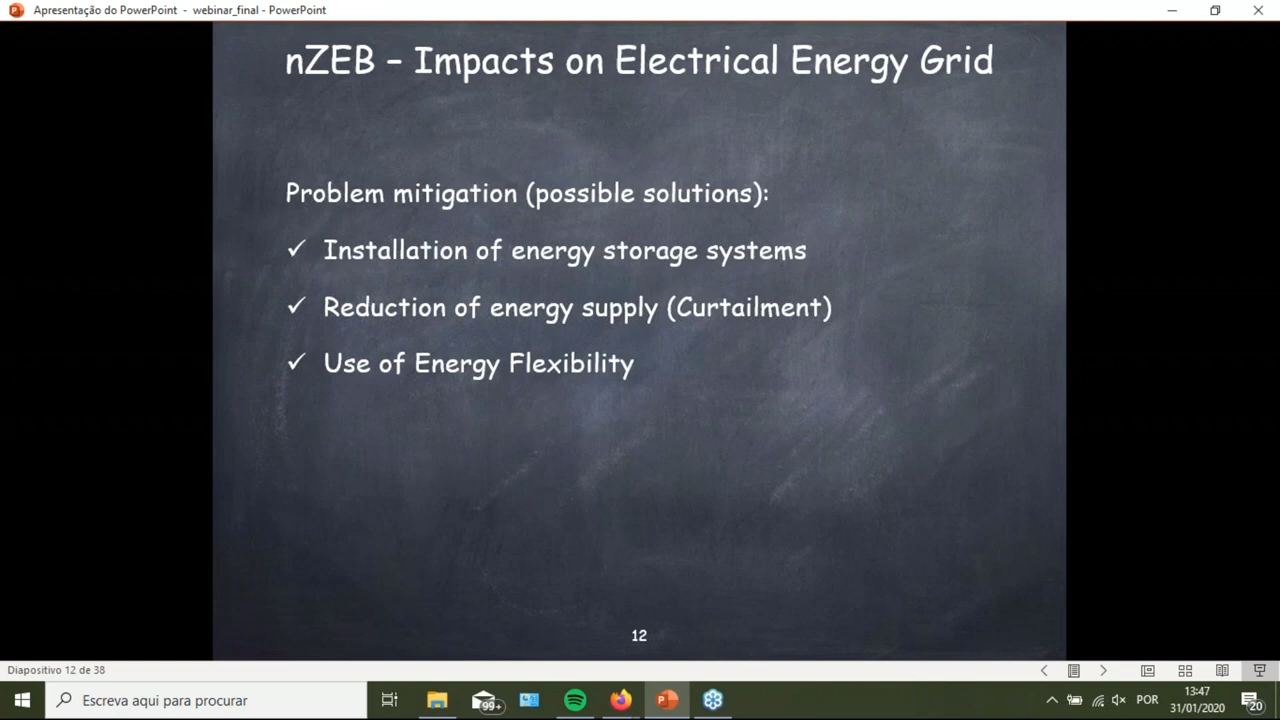 Apresentação do PowerPoint - webinar_final - PowerPoint
nZEB – Impacts on Electrical Energy Grid
Problem mitigation (possible solutions):
✓ Installation of energy storage systems
✓ Reduction of energy supply (Curtailment)
✓ Use of Energy Flexibility
12
Diapositivo 12 de 38
Escreva aqui para procurar
99+
POR
13:47
31/01/2020
20